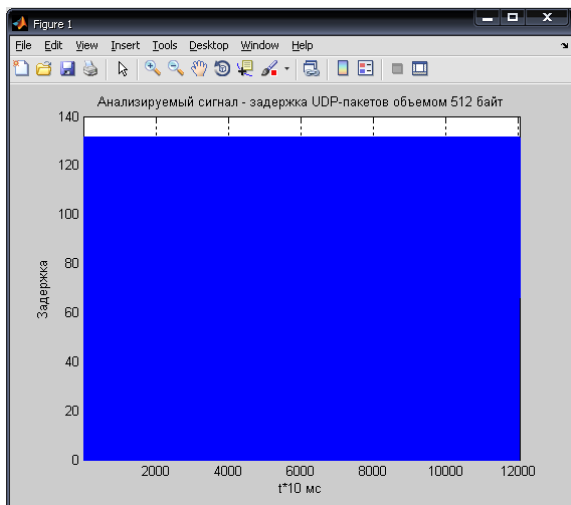 Figure 1
File Edit View Insert Tools Desktop Window Help
Анализируемый сигнал - задержка UDP-пакетов объемом 512 байт
140
120
100
80
60
40
20
0
Задержка
2000 4000 6000 8000 10000 12000
t*10 мс